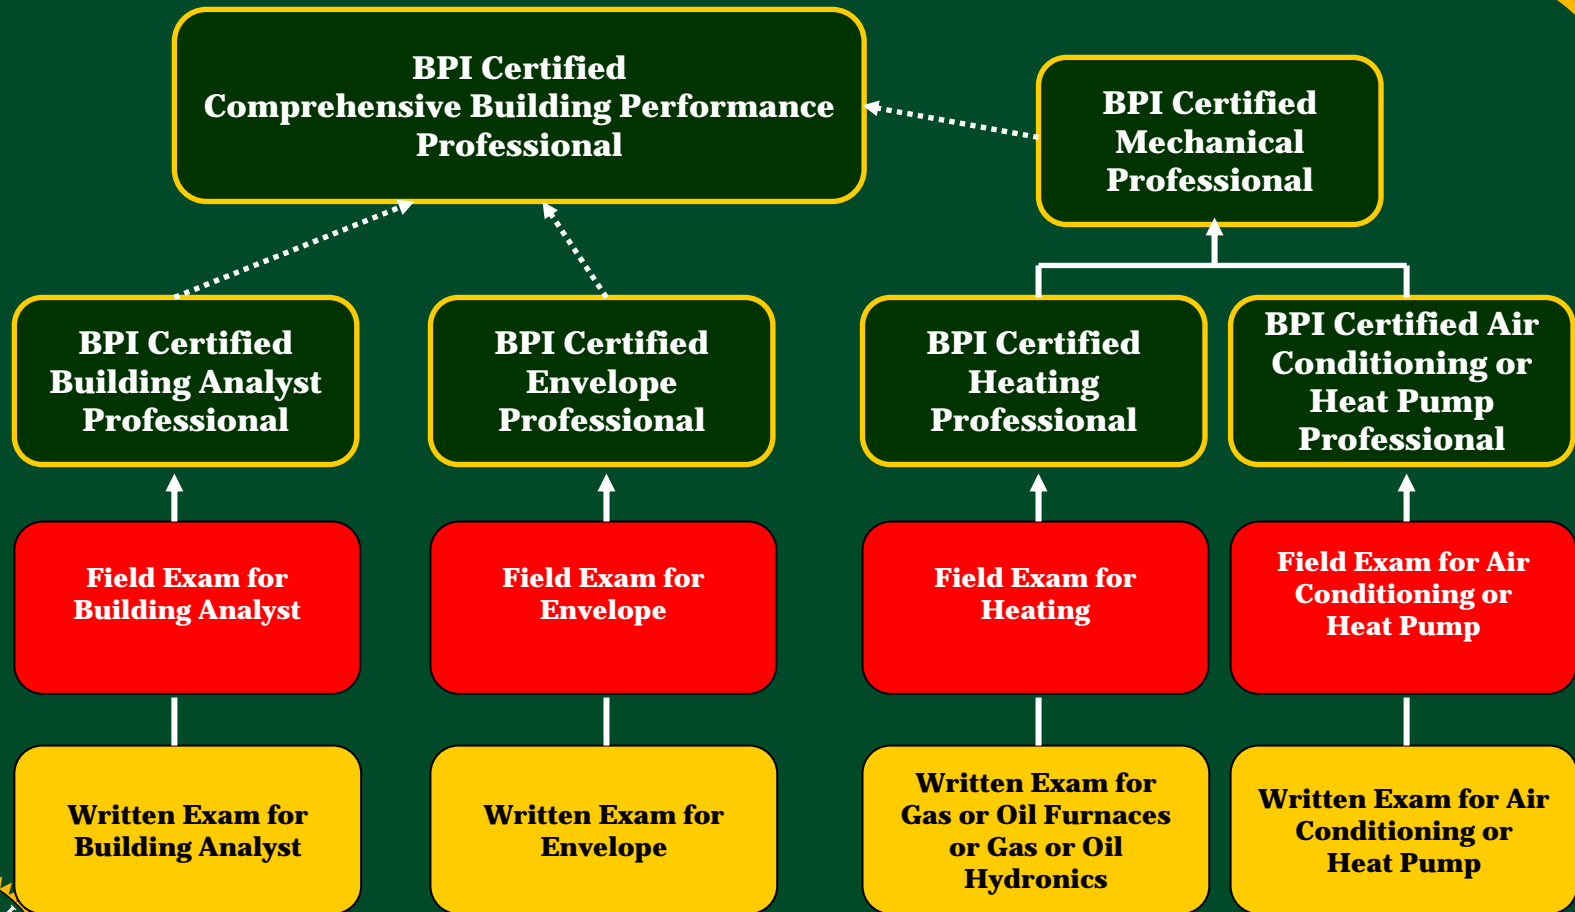 BPI Certified
Comprehensive Building Performance
Professional
BPI Certified
Mechanical
Professional
BPI Certified
Building Analyst
Professional
BPI Certified
Envelope
Professional
BPI Certified
Heating
Professional
BPI Certified Air
Conditioning or
Heat Pump
Professional
Field Exam for
Building Analyst
Field Exam for
Envelope
Field Exam for
Heating
Field Exam for Air
Conditioning or
Heat Pump
Written Exam for
Building Analyst
Written Exam for
Envelope
Written Exam for
Gas or Oil Furnaces
or Gas or Oil
Hydronics
Written Exam for Air
Conditioning or
Heat Pump